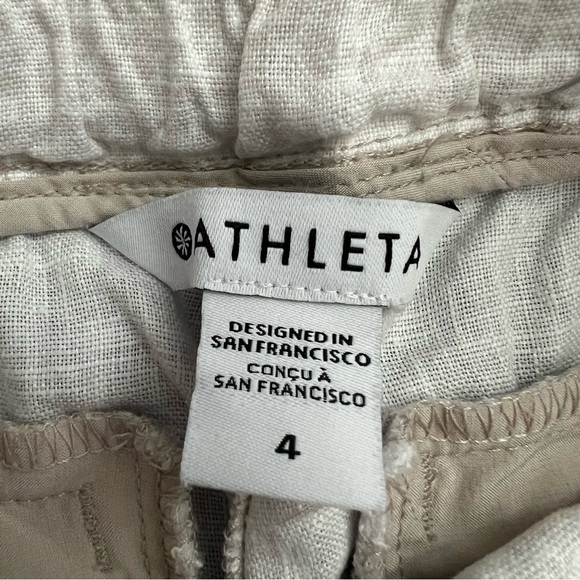 ATHLETA
DESIGNED IN
SAN FRANCISCO
CONÇU À
SAN FRANCISCO
4